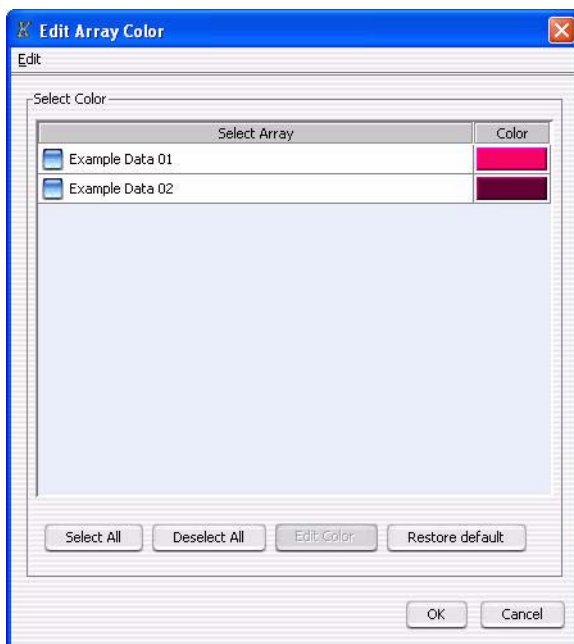 Edit Array Color
Edit
Select Color
Select Array Color
Example Data 01
Example Data 02
Select All Deselect All Edit Color Restore default
OK Cancel